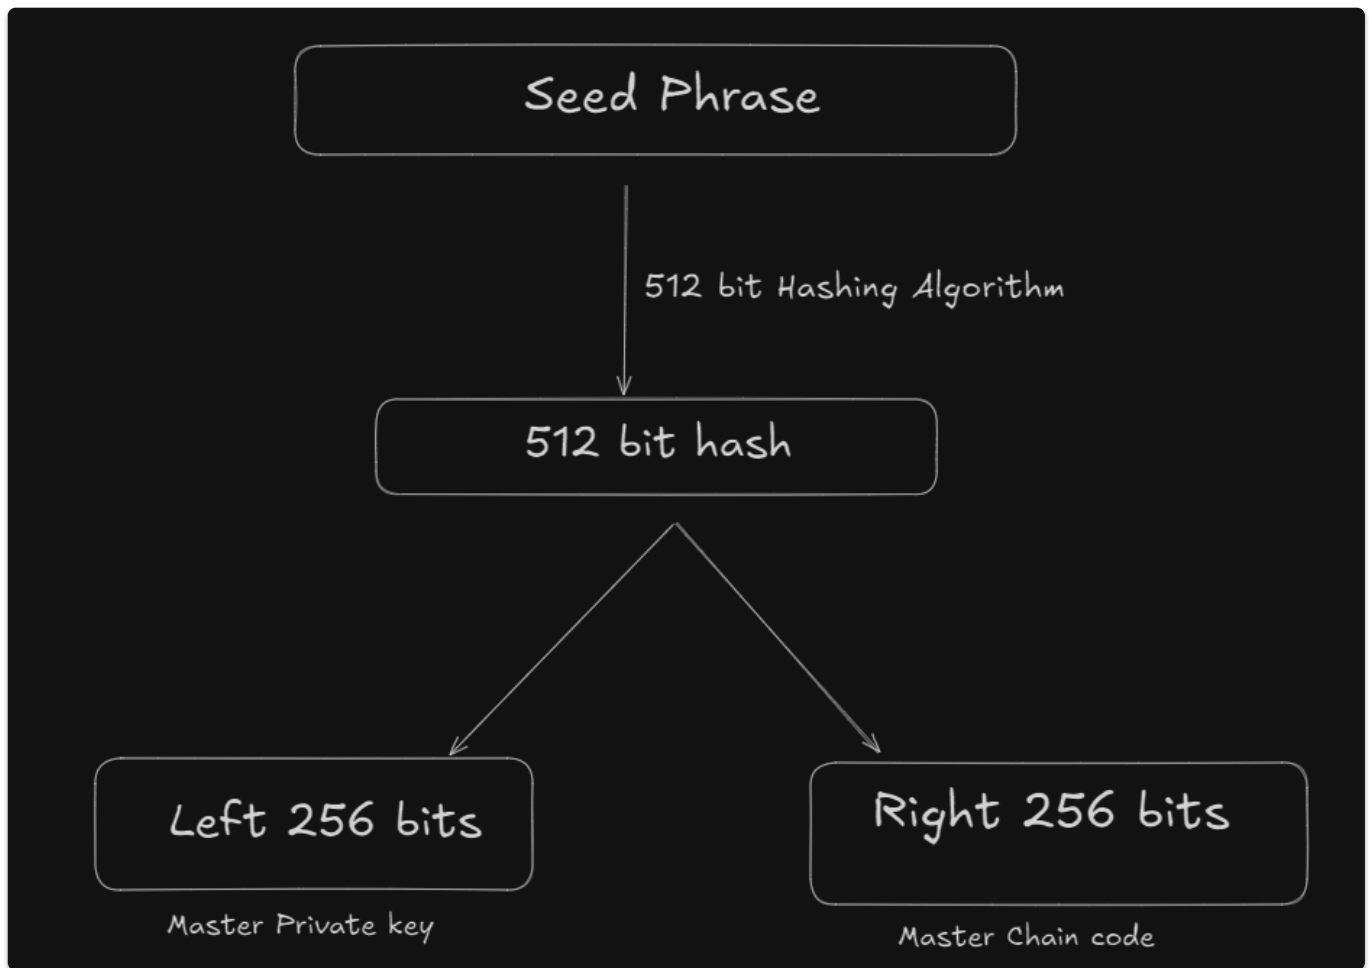 Seed Phrase
512 bit Hashing Algorithm
512 bit hash
Left 256 bits
Right 256 bits
Master Private key
Master Chain code